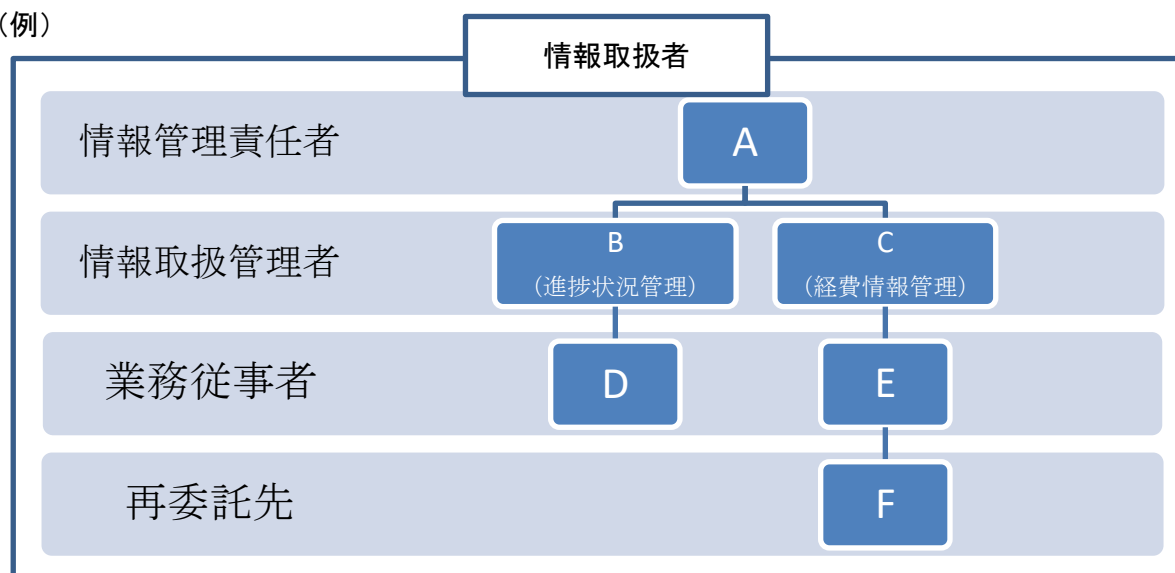 （例）
情報取扱者
情報管理責任者
A
情報取扱管理者
B
（進捗状況管理）
C
（経費情報管理）
業務従事者
D
E
再委託先
F